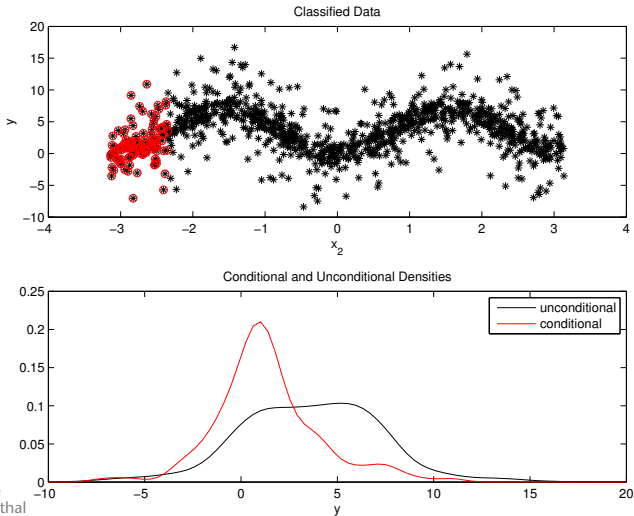 Classified Data
20
15
10
5
0
−5
−10
y
−4 −3 −2 −1 0 1 2 3 4
x2
Conditional and Unconditional Densities
0.25
0.2
0.15
0.1
0.05
0
unconditional
conditional
−10 −5 0 5 10 15 20
y
thal